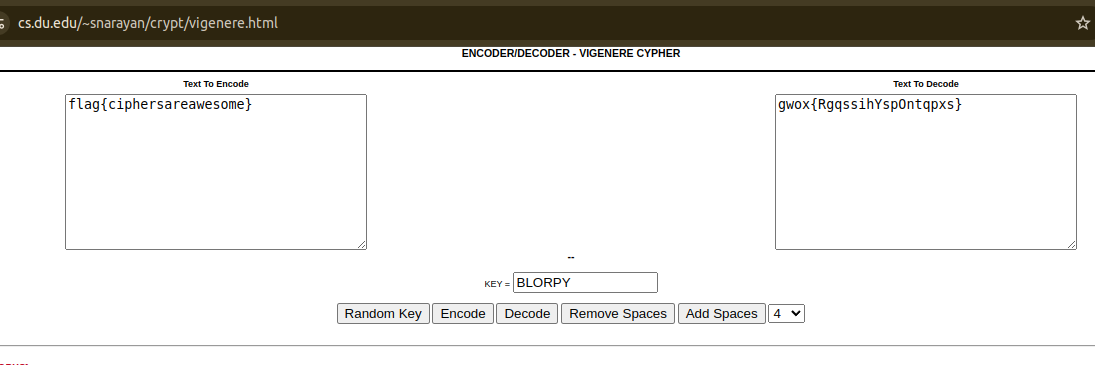 cs.du.edu/~snarayan/crypt/vigenere.html
ENCODER/DECODER - VIGENERE CYPHER
Text To Encode
Text To Decode
flag{ciphersareawesome}
gwox{RgqssihYspOntqpxs}
--
KEY = BLORPY
Random Key Encode Decode Remove Spaces Add Spaces 4